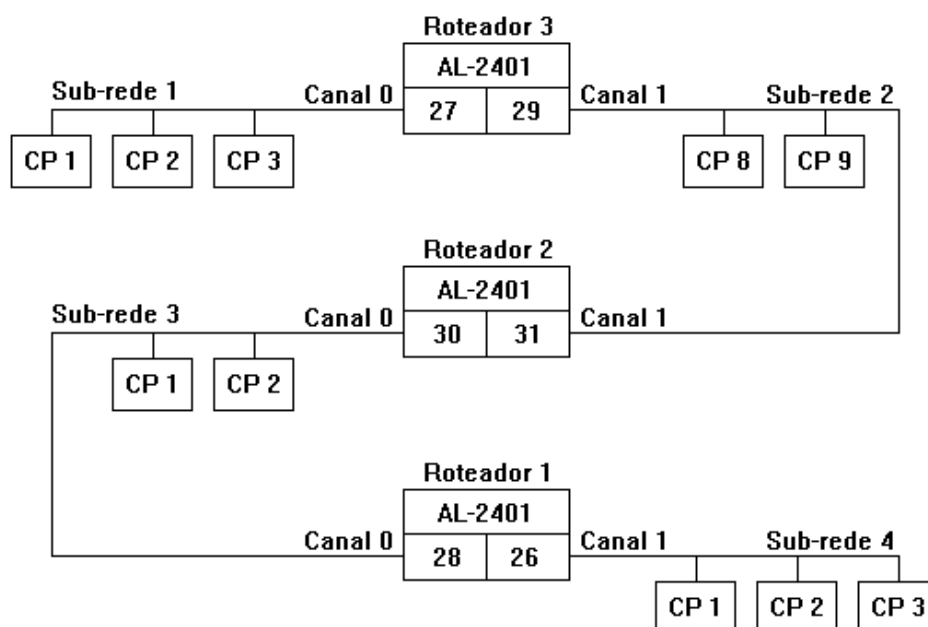 Roteador 3
AL-2401
Sub-rede 1
Canal 0
27
29
Canal 1
Sub-rede 2
CP 1
CP 2
CP 3
CP 8
CP 9
Roteador 2
AL-2401
Sub-rede 3
Canal 0
30
31
Canal 1
CP 1
CP 2
Roteador 1
AL-2401
Canal 0
28
26
Canal 1
Sub-rede 4
CP 1
CP 2
CP 3